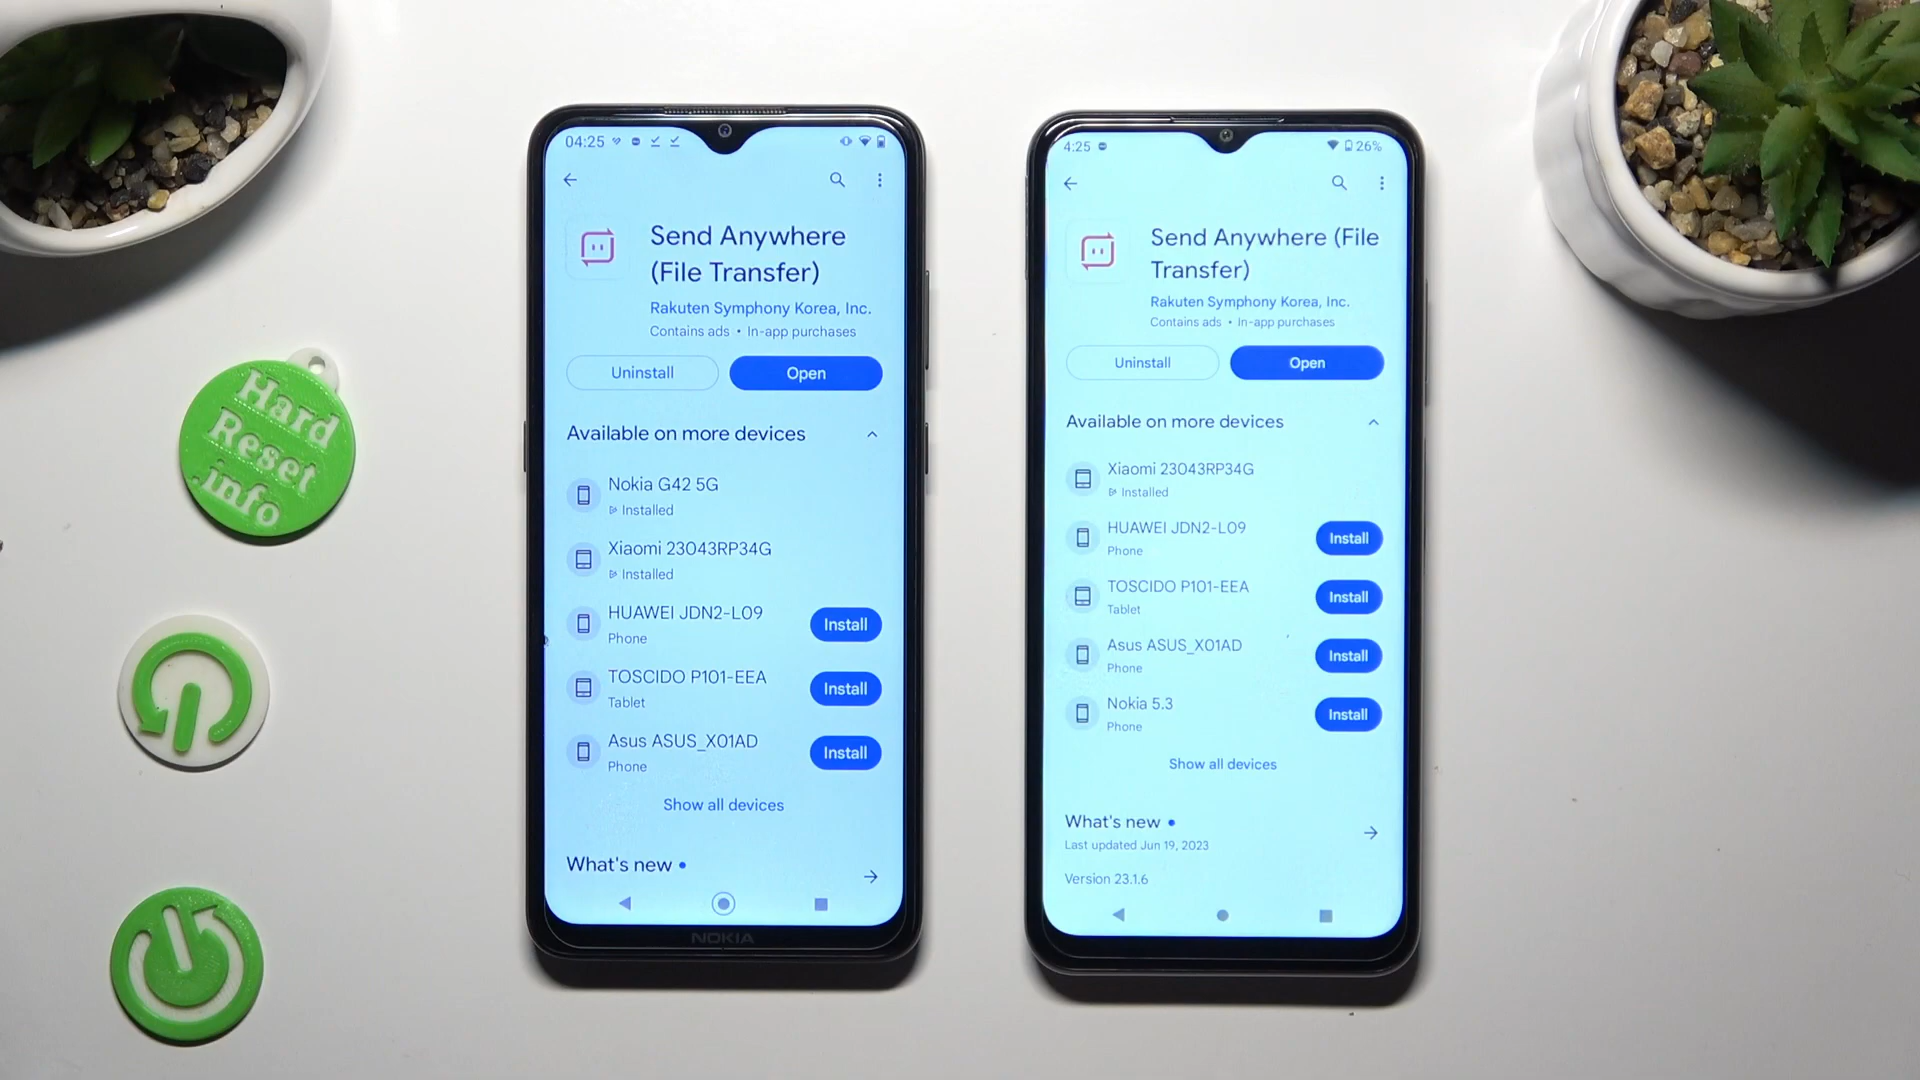 Hard
Reset
.info
04:25
Send Anywhere
(File Transfer)
Rakuten Symphony Korea, Inc.
Contains ads • In-app purchases
Uninstall
Open
Available on more devices
Nokia G42 5G
Installed
Xiaomi 23043RP34G
Installed
HUAWEI JDN2-L09
Phone
Install
TOSCIDO P101-EEA
Tablet
Install
Asus ASUS_X01AD
Phone
Install
Show all devices
What's new •
NOKIA
4:25
26%
Send Anywhere (File
Transfer)
Rakuten Symphony Korea, Inc.
Contains ads • In-app purchases
Uninstall
Open
Available on more devices
Xiaomi 23043RP34G
Installed
HUAWEI JDN2-L09
Phone
Install
TOSCIDO P101-EEA
Tablet
Install
Asus ASUS_X01AD
Phone
Install
Nokia 5.3
Phone
Install
Show all devices
What's new •
Last updated Jun 19, 2023
Version 23.1.6